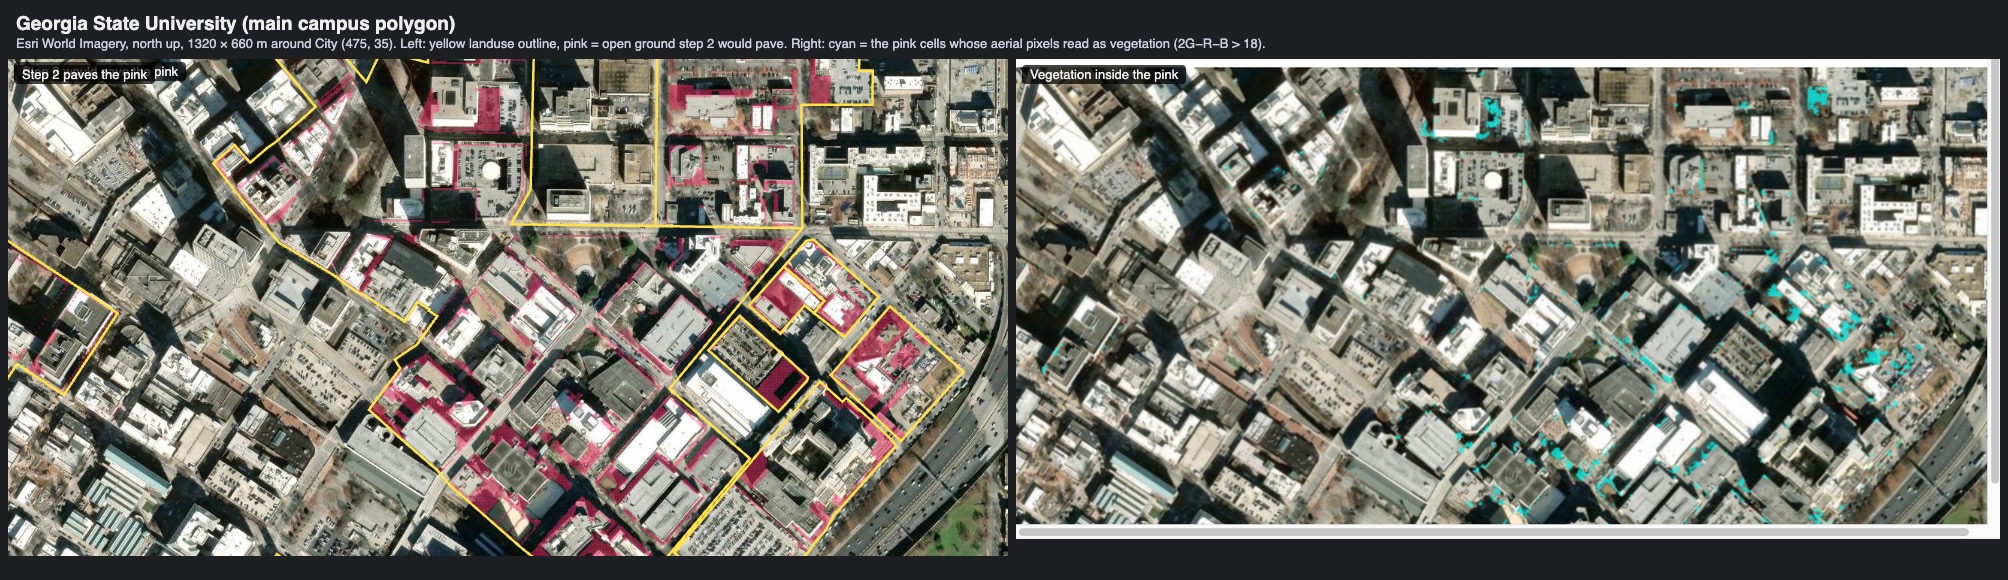 Georgia State University (main campus polygon)
Esri World Imagery, north up, 1320 × 660 m around City (475, 35). Left: yellow landuse outline, pink = open ground step 2 would pave. Right: cyan = the pink cells whose aerial pixels read as vegetation (2G−R−B > 18).
Step 2 paves the pink
pink
Vegetation inside the pink